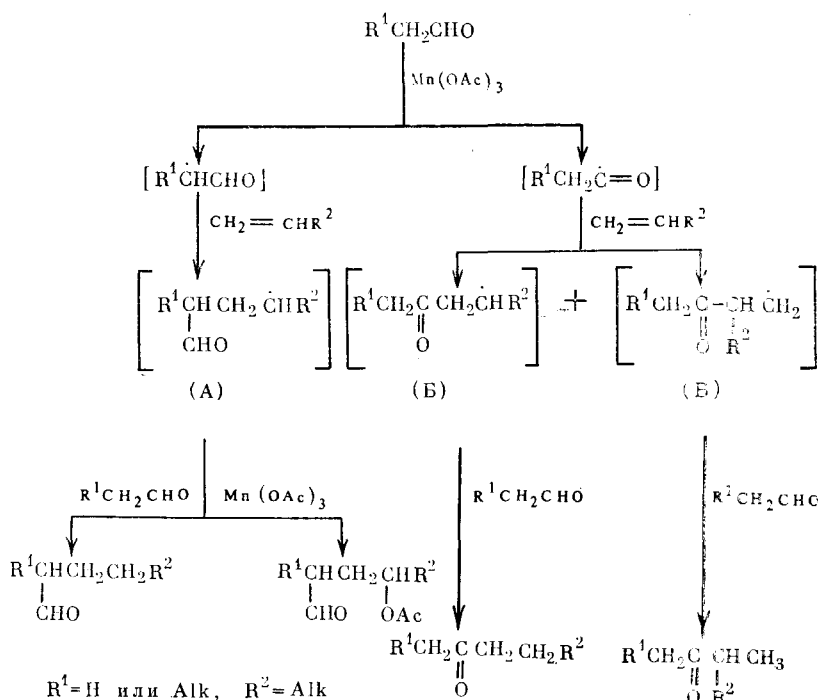 R¹CH₂CHO
Mn(OAc)₃
[R¹ĊHCHO] [R¹CH₂Ċ=O]
CH₂=CHR² CH₂=CHR²
[R¹CHCH₂ĊHR²] [R¹CH₂CCH₂ĊHR²] + [R¹CH₂C-CHĊH₂]
CHO O O R²
(А) (Б) (В)
R¹CH₂CHO Mn(OAc)₃ R¹CH₂CHO R²CH₂CHO
R¹CHCH₂CH₂R² R¹CHCH₂CHR²
CHO CHO OAc
R¹CH₂CCH₂CH₂R² R¹CH₂CCHCH₃
O O R²
R¹=H или Alk, R²=Alk